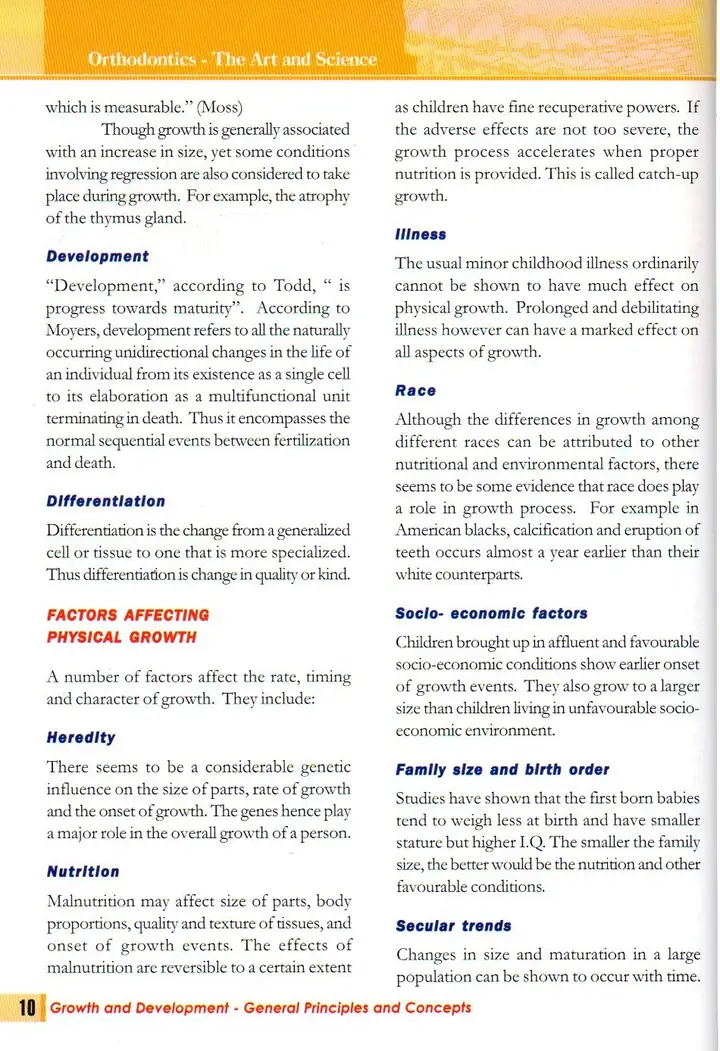 Orthodontics - The Art and Science
which is measurable.” (Moss)
Though growth is generally associated
with an increase in size, yet some conditions
involving regression are also considered to take
place during growth. For example, the atrophy
of the thymus gland.
Development
“Development,” according to Todd, “ is
progress towards maturity”. According to
Moyers, development refers to all the naturally
occurring unidirectional changes in the life of
an individual from its existence as a single cell
to its elaboration as a multifunctional unit
terminating in death. Thus it encompasses the
normal sequential events between fertilization
and death.
Differentiation
Differentiation is the change from a generalized
cell or tissue to one that is more specialized.
Thus differentiation is change in quality or kind.
FACTORS AFFECTING
PHYSICAL GROWTH
A number of factors affect the rate, timing
and character of growth. They include:
Heredity
There seems to be a considerable genetic
influence on the size of parts, rate of growth
and the onset of growth. The genes hence play
a major role in the overall growth of a person.
Nutrition
Malnutrition may affect size of parts, body
proportions, quality and texture of tissues, and
onset of growth events. The effects of
malnutrition are reversible to a certain extent
as children have fine recuperative powers. If
the adverse effects are not too severe, the
growth process accelerates when proper
nutrition is provided. This is called catch-up
growth.
Illness
The usual minor childhood illness ordinarily
cannot be shown to have much effect on
physical growth. Prolonged and debilitating
illness however can have a marked effect on
all aspects of growth.
Race
Although the differences in growth among
different races can be attributed to other
nutritional and environmental factors, there
seems to be some evidence that race does play
a role in growth process. For example in
American blacks, calcification and eruption of
teeth occurs almost a year earlier than their
white counterparts.
Socio- economic factors
Children brought up in affluent and favourable
socio-economic conditions show earlier onset
of growth events. They also grow to a larger
size than children living in unfavourable socio-
economic environment.
Family size and birth order
Studies have shown that the first born babies
tend to weigh less at birth and have smaller
stature but higher I.Q. The smaller the family
size, the better would be the nutrition and other
favourable conditions.
Secular trends
Changes in size and maturation in a large
population can be shown to occur with time.
10 Growth and Development - General Principles and Concepts